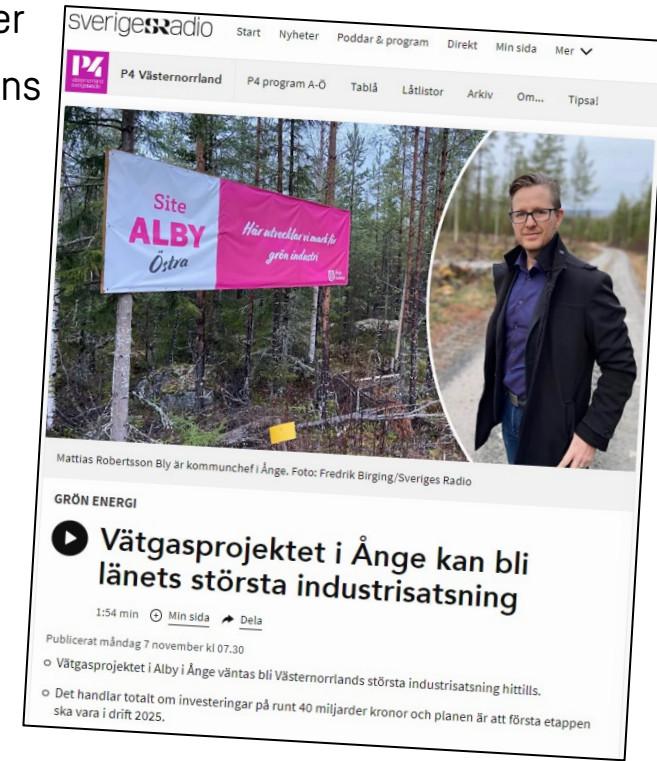 er
ns
sverigesradio
Start Nyheter Poddar & program Direkt Min sida Mer
P4
P4 Västernorrland P4 program A-Ö Tablå Låtlistor Arkiv Om... Tipsa!
Site
ALBY
Östra
Här utvecklar vi mark för
grön industri
Mattias Robertsson Bly är kommunchef i Ånge. Foto: Fredrik Birging/Sveriges Radio
GRÖN ENERGI
Vätgasprojektet i Ånge kan bli
länets största industrisatsning
1:54 min Min sida Dela
Publicerat måndag 7 november kl 07.30
Vätgasprojektet i Alby i Ånge väntas bli Västernorrlands största industrisatsning hittills.
Det handlar totalt om investeringar på runt 40 miljarder kronor och planen är att första etappen
ska vara i drift 2025.